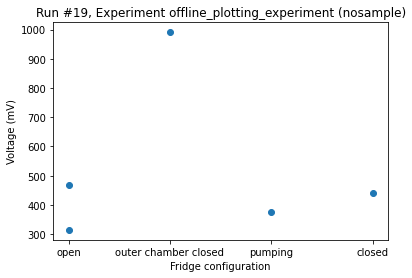 Run #19, Experiment offline_plotting_experiment (nosample)
1000
900
800
700
600
500
400
300
Voltage (mV)
open outer chamber closed pumping closed
Fridge configuration